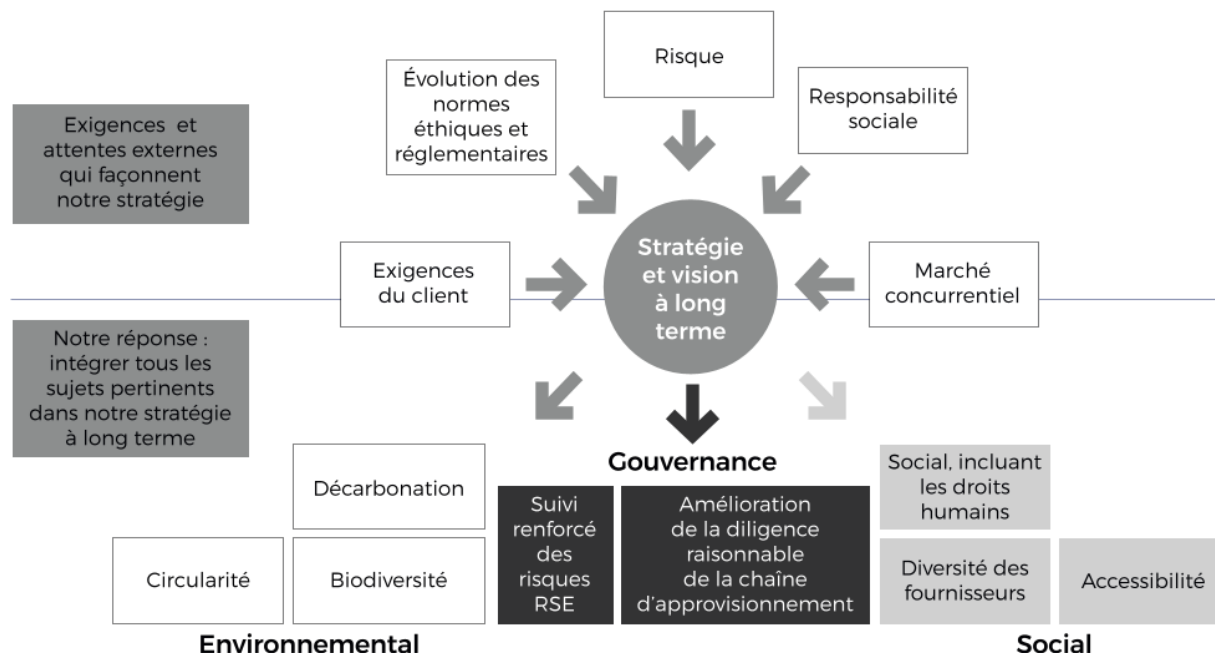 Risque
Évolution des
normes
éthiques et
réglementaires
Responsabilité
sociale
Exigences et
attentes externes
qui façonnent
notre stratégie
Exigences
du client
Stratégie
et vision
à long
terme
Marché
concurrentiel
Notre réponse :
intégrer tous les
sujets pertinents
dans notre stratégie
à long terme
Gouvernance
Décarbonation
Circularité
Biodiversité
Environnemental
Suivi
renforcé
des
risques
RSE
Amélioration
de la diligence
raisonnable
de la chaîne
d'approvisionnement
Social, incluant
les droits
humains
Diversité des
fournisseurs
Accessibilité
Social